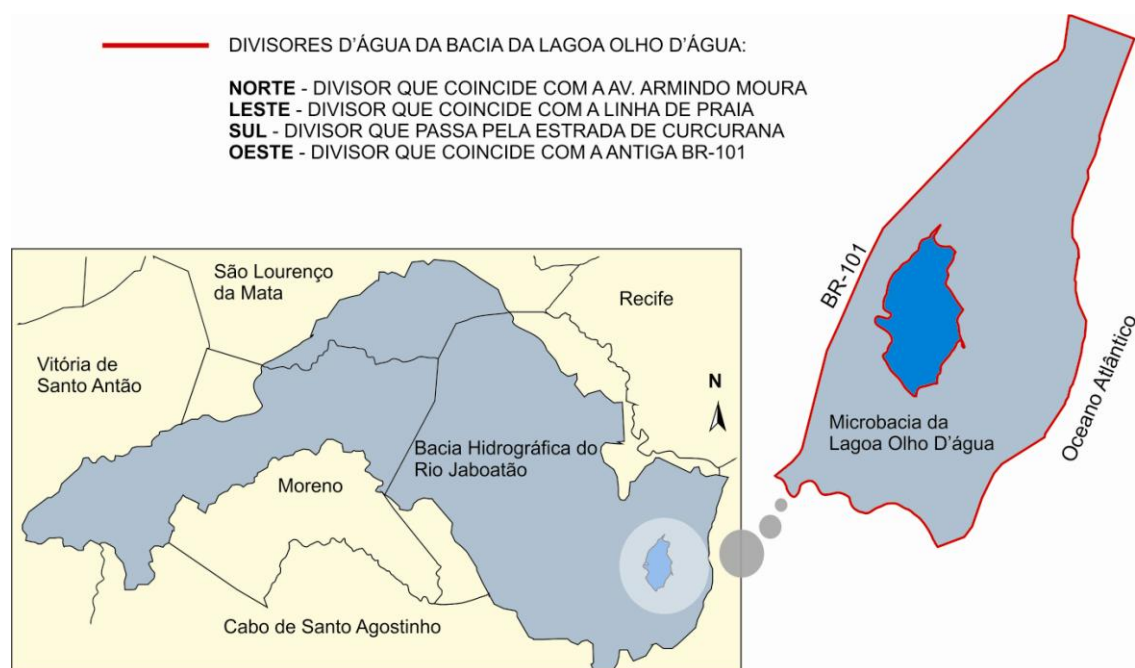 DIVISORES D'ÁGUA DA BACIA DA LAGOA OLHO D'ÁGUA:
NORTE - DIVISOR QUE COINCIDE COM A AV. ARMINDO MOURA
LESTE - DIVISOR QUE COINCIDE COM A LINHA DE PRAIA
SUL - DIVISOR QUE PASSA PELA ESTRADA DE CURCURANA
OESTE - DIVISOR QUE COINCIDE COM A ANTIGA BR-101
São Lourenço
da Mata
Recife
Vitória de
Santo Antão
N
Bacia Hidrográfica do
Rio Jaboatão
Moreno
Cabo de Santo Agostinho
BR-101
Microbacia da
Lagoa Olho D'água
Oceano Atlântico